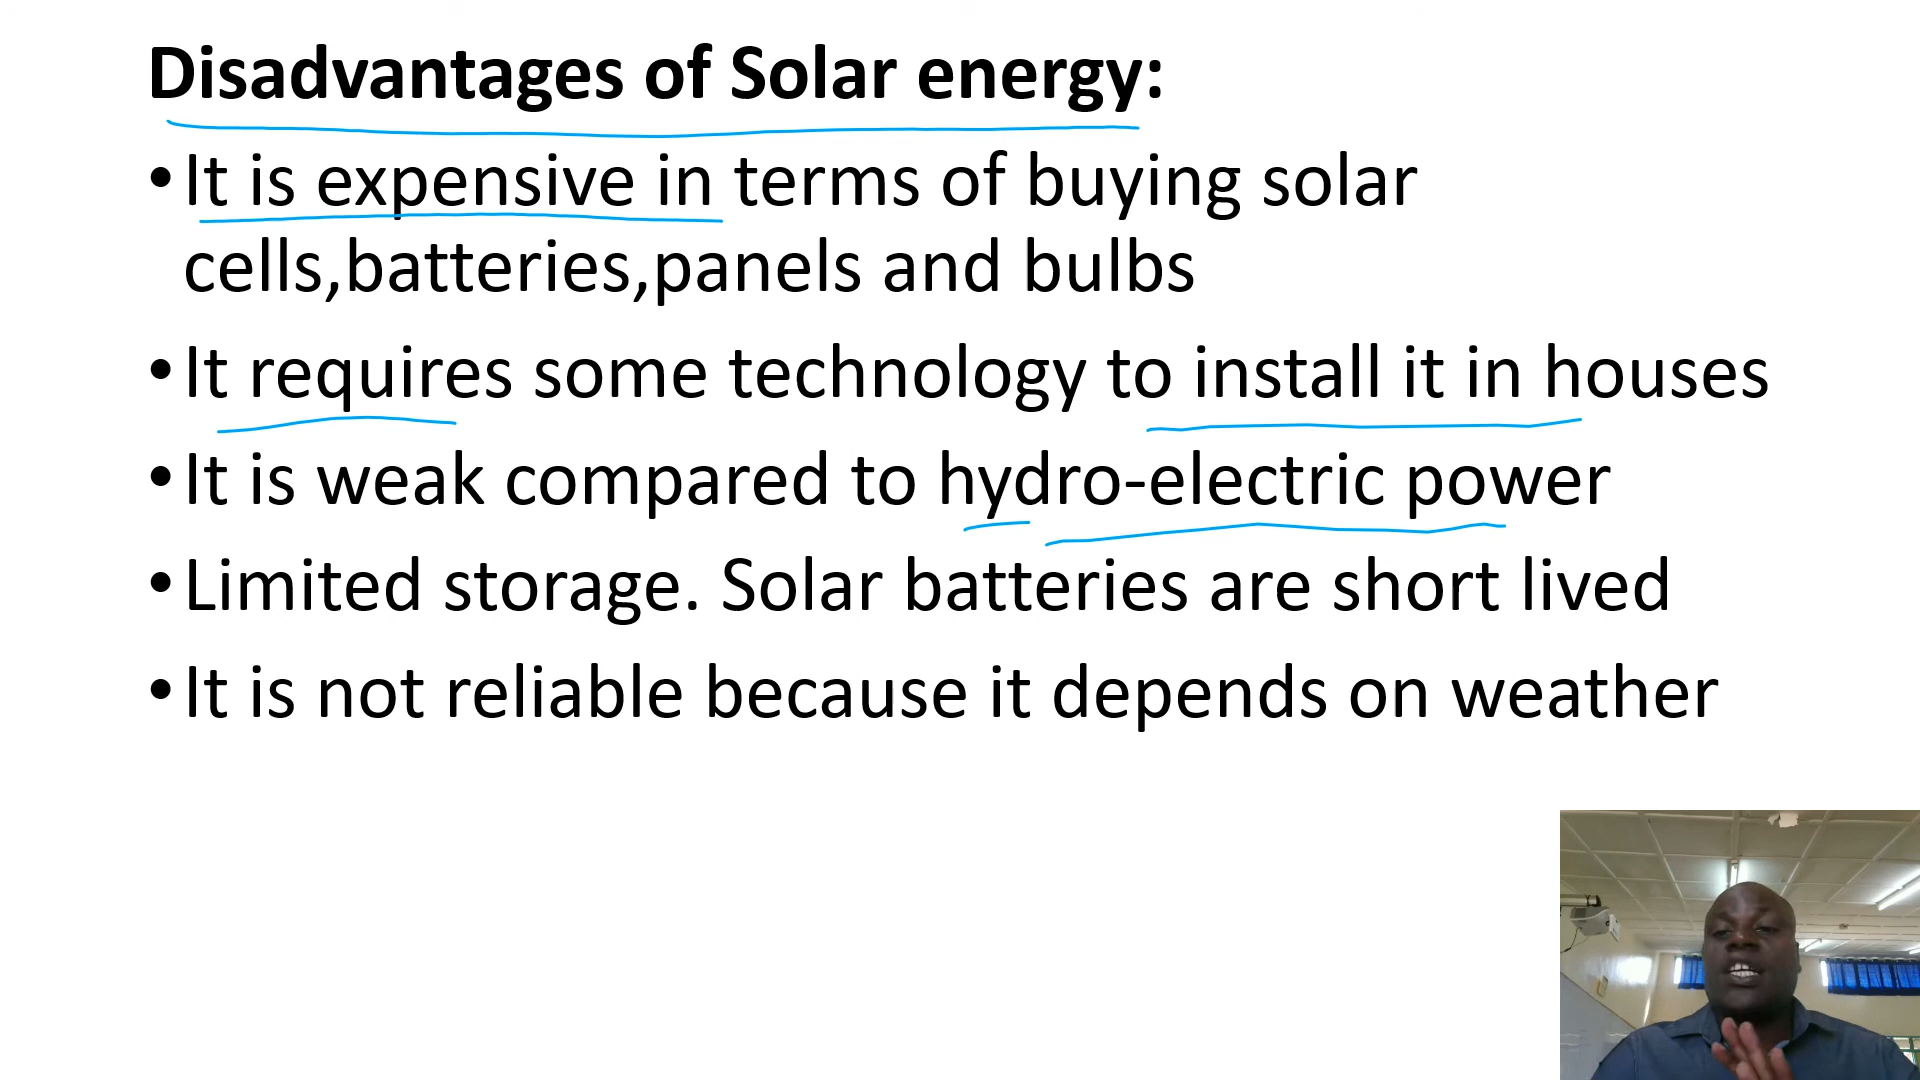 Disadvantages of Solar energy:
•It is expensive in terms of buying solar
cells,batteries,panels and bulbs
•It requires some technology to install it in houses
•It is weak compared to hydro-electric power
•Limited storage. Solar batteries are short lived
•It is not reliable because it depends on weather